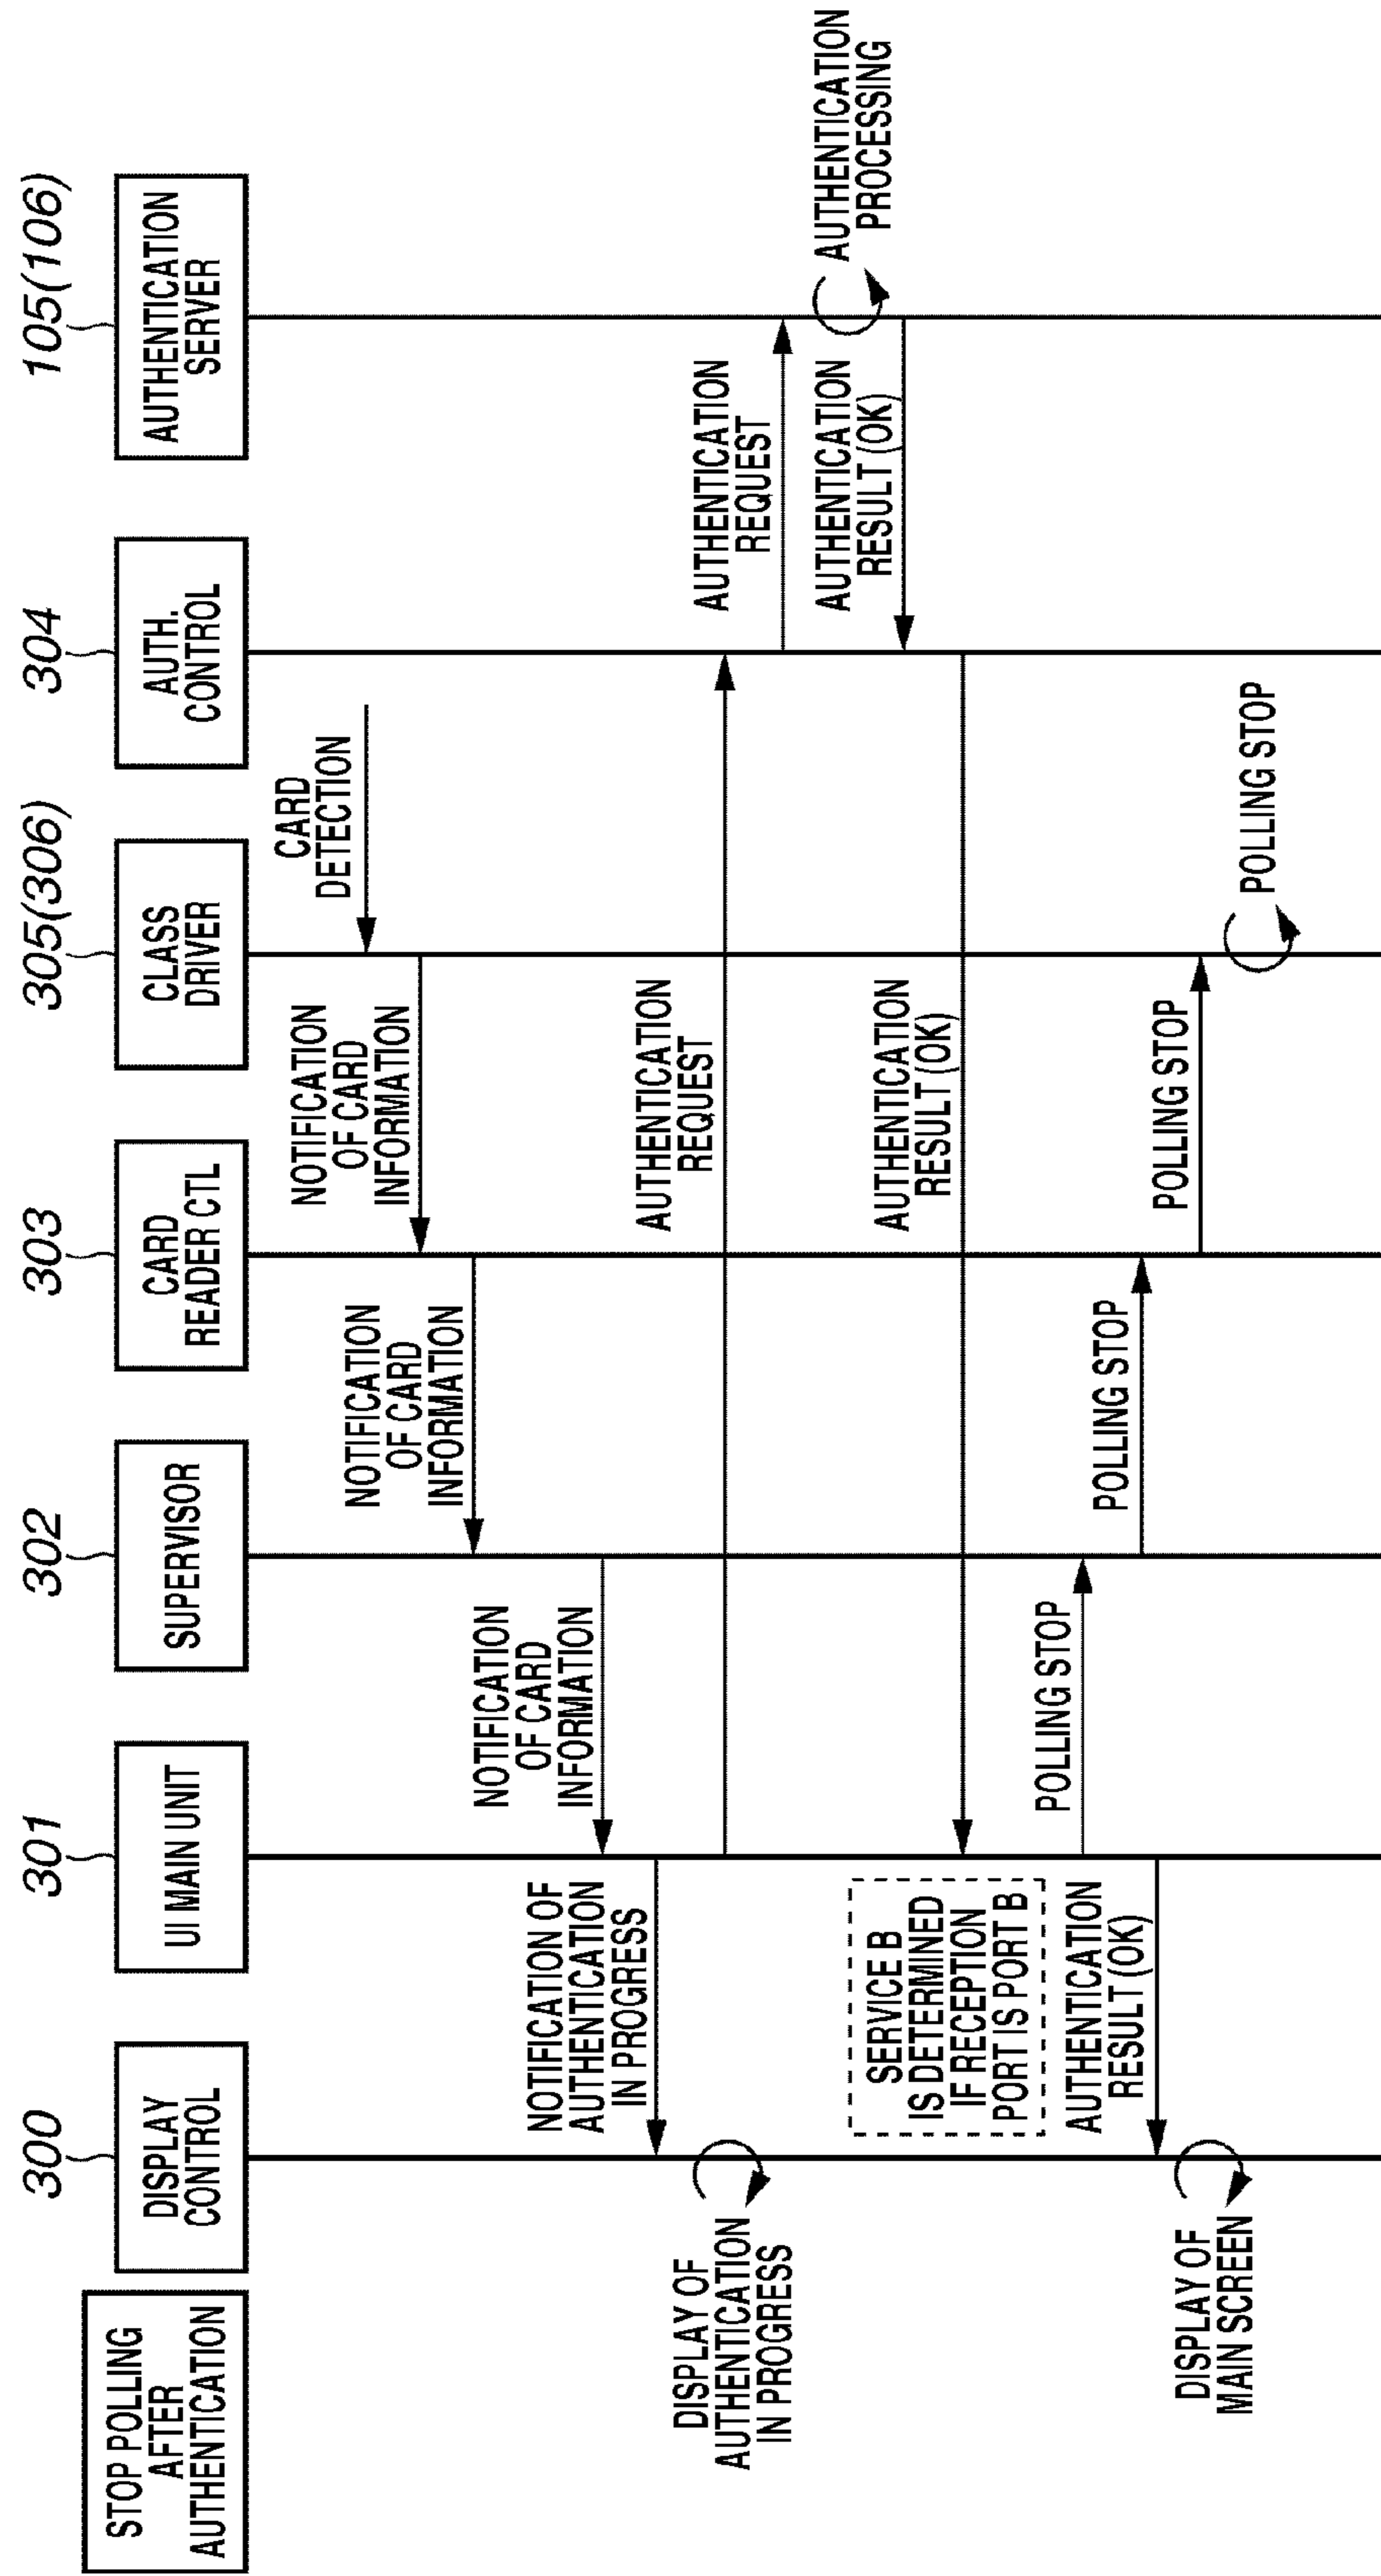 STOP POLLING
AFTER
AUTHENTICATION
300
DISPLAY
CONTROL
301
UI MAIN UNIT
302
SUPERVISOR
303
CARD
READER CTL
305(306)
CLASS
DRIVER
304
AUTH.
CONTROL
105(106)
AUTHENTICATION
SERVER
CARD
DETECTION
NOTIFICATION
OF CARD
INFORMATION
NOTIFICATION
OF CARD
INFORMATION
NOTIFICATION
OF CARD
INFORMATION
NOTIFICATION OF
AUTHENTICATION
IN PROGRESS
DISPLAY OF
AUTHENTICATION
IN PROGRESS
AUTHENTICATION
REQUEST
AUTHENTICATION
REQUEST
AUTHENTICATION
PROCESSING
AUTHENTICATION
RESULT (OK)
AUTHENTICATION
RESULT (OK)
SERVICE B
IS DETERMINED
IF RECEPTION
PORT IS PORT B
POLLING STOP
POLLING STOP
POLLING STOP
POLLING STOP
AUTHENTICATION
RESULT (OK)
DISPLAY OF
MAIN SCREEN